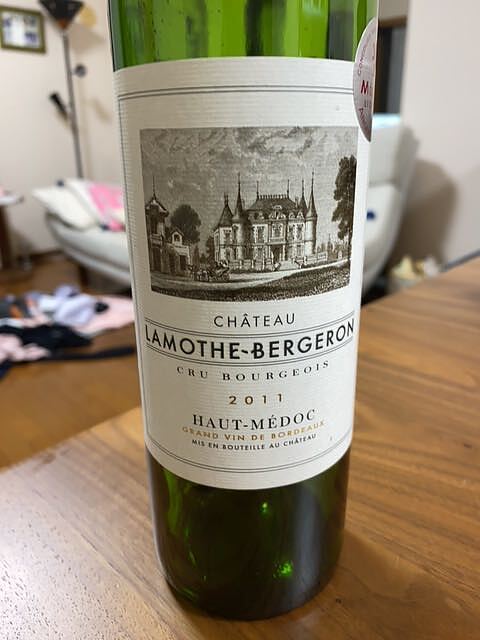 CHÂTEAU
LAMOTHE-BERGERON
CRU BOURGEOIS
2011
HAUT-MÉDOC
GRAND VIN DE BORDEAUX
MIS EN BOUTEILLE AU CHÂTEAU